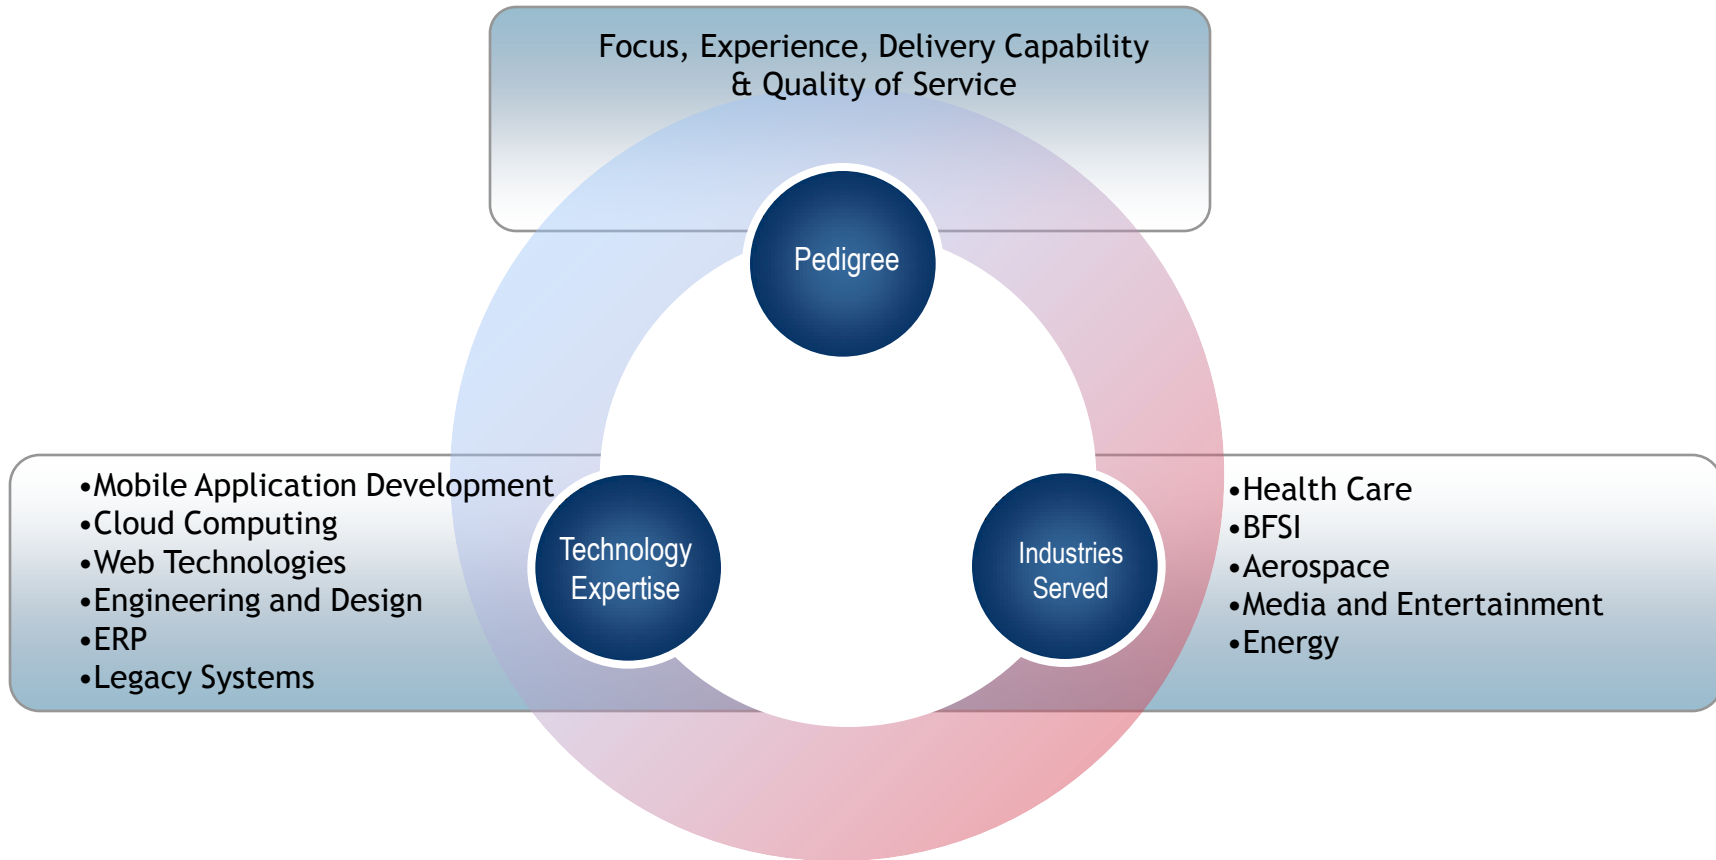 Focus, Experience, Delivery Capability
& Quality of Service
Pedigree
•Mobile Application Development
•Cloud Computing
•Web Technologies
•Engineering and Design
•ERP
•Legacy Systems
Technology
Expertise
Industries
Served
•Health Care
•BFSI
•Aerospace
•Media and Entertainment
•Energy